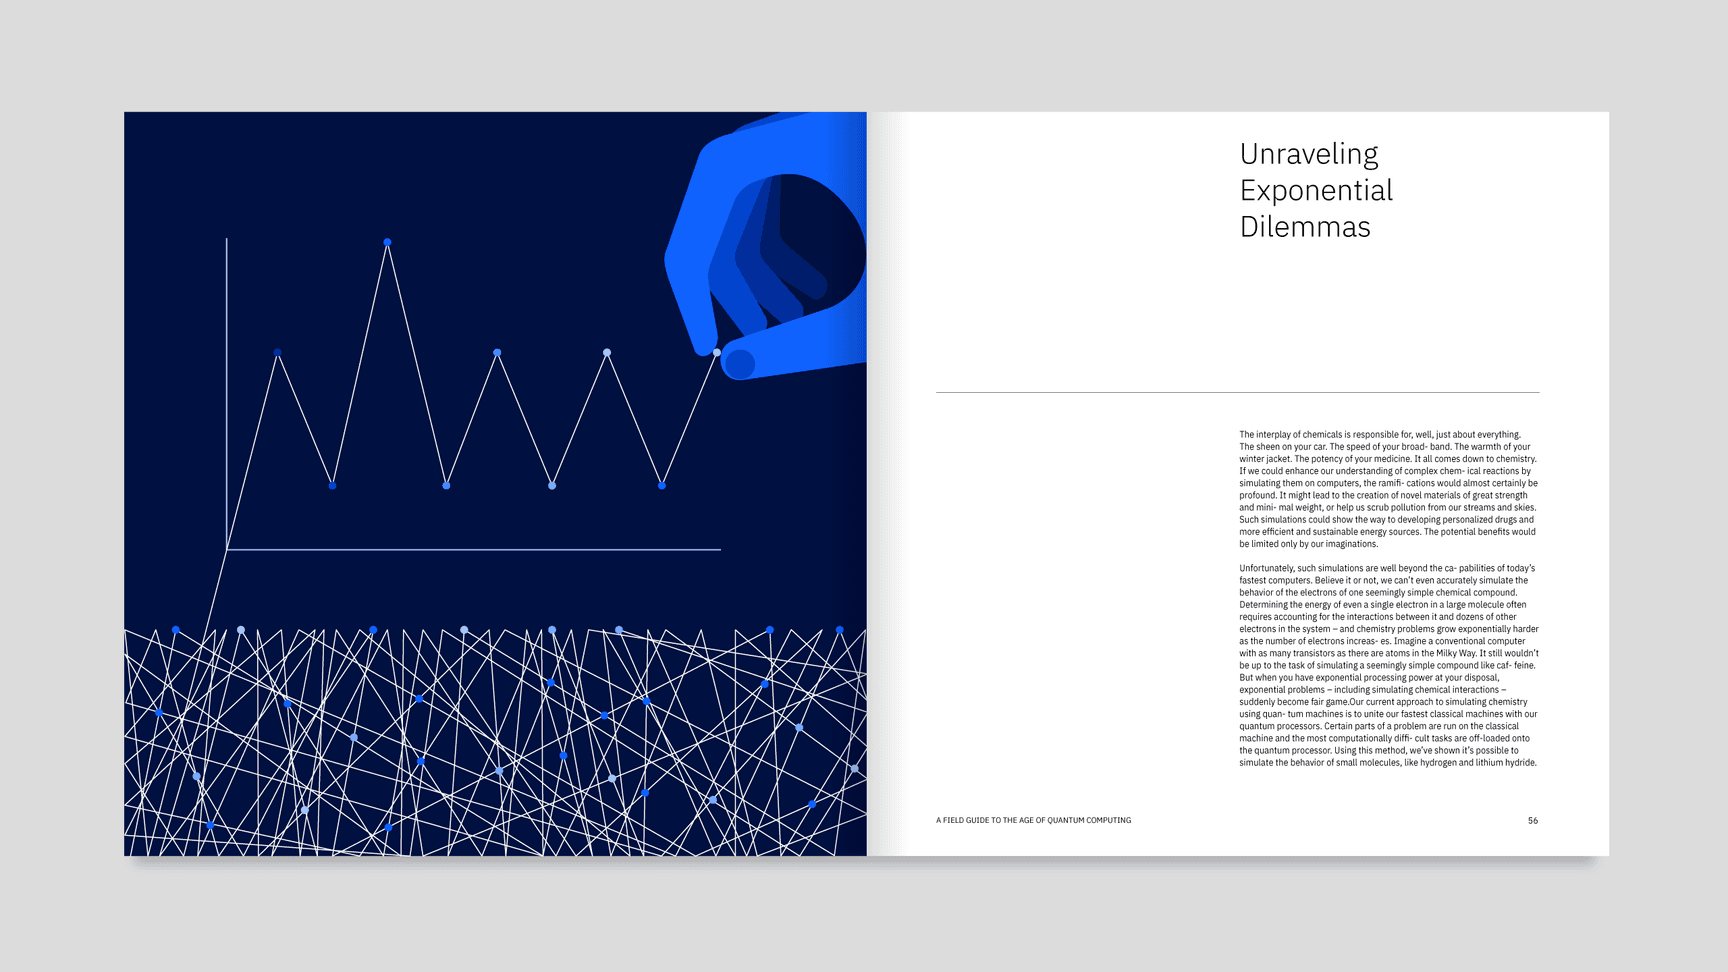 Unraveling
Exponential
Dilemmas
The interplay of chemicals is responsible for, well, just about everything.
The sheen on your car. The speed of your broad- band. The warmth of your
winter jacket. The potency of your medicine. It all comes down to chemistry.
If we could enhance our understanding of complex chem- ical reactions by
simulating them on computers, the ramifi- cations would almost certainly be
profound. It might lead to the creation of novel materials of great strength
and mini- mal weight, or help us scrub pollution from our streams and skies.
Such simulations could show the way to developing personalized drugs and
more efficient and sustainable energy sources. The potential benefits would
be limited only by our imaginations.
Unfortunately, such simulations are well beyond the ca- pabilities of today’s
fastest computers. Believe it or not, we can’t even accurately simulate the
behavior of the electrons of one seemingly simple chemical compound.
Determining the energy of even a single electron in a large molecule often
requires accounting for the interactions between it and dozens of other
electrons in the system – and chemistry problems grow exponentially harder
as the number of electrons increas- es. Imagine a conventional computer
with as many transistors as there are atoms in the Milky Way. It still wouldn’t
be up to the task of simulating a seemingly simple compound like caf- feine.
But when you have exponential processing power at your disposal,
exponential problems – including simulating chemical interactions –
suddenly become fair game.Our current approach to simulating chemistry
using quan- tum machines is to unite our fastest classical machines with our
quantum processors. Certain parts of a problem are run on the classical
machine and the most computationally diffi- cult tasks are off-loaded onto
the quantum processor. Using this method, we’ve shown it’s possible to
simulate the behavior of small molecules, like hydrogen and lithium hydride.
A FIELD GUIDE TO THE AGE OF QUANTUM COMPUTING
56